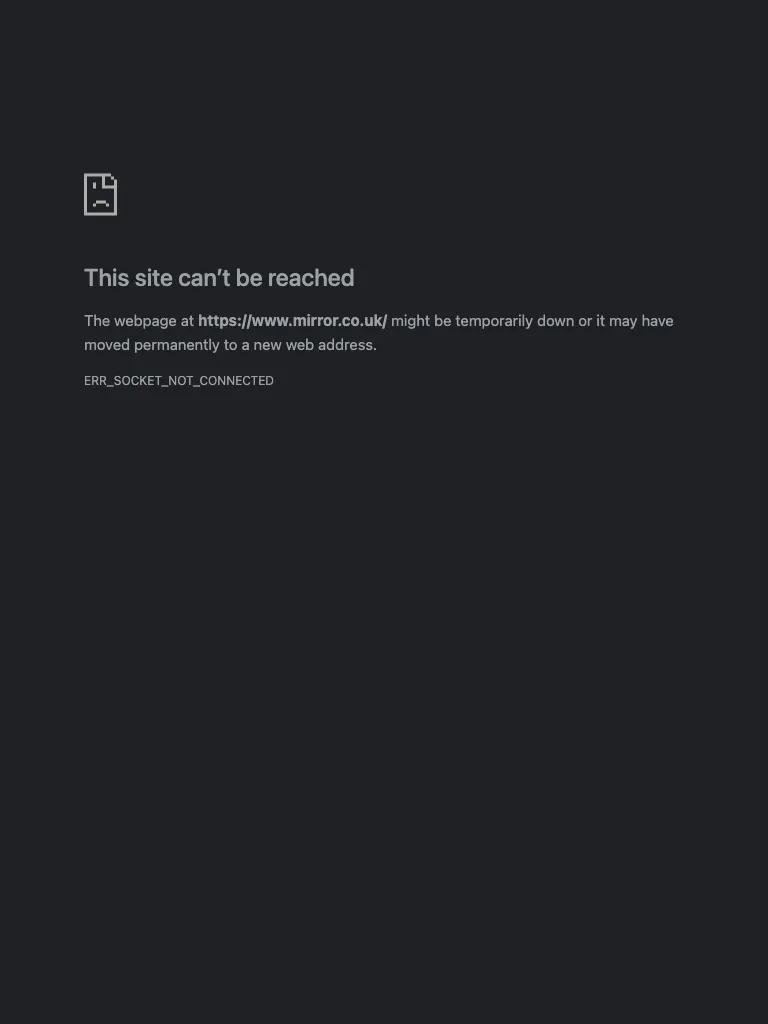 This site can’t be reached
The webpage at https://www.mirror.co.uk/ might be temporarily down or it may have
moved permanently to a new web address.
ERR_SOCKET_NOT_CONNECTED